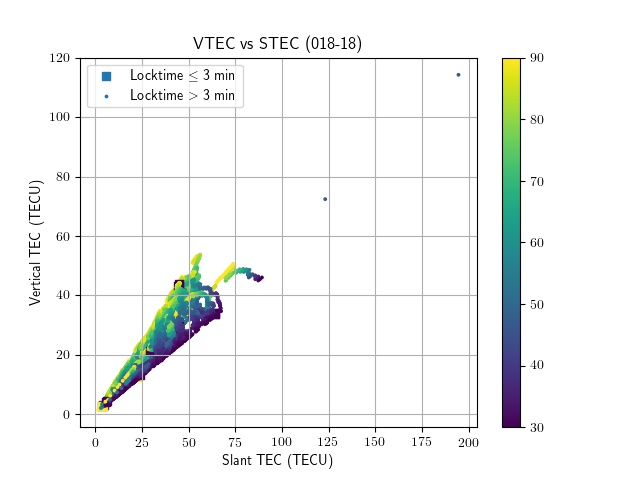 VTEC vs STEC (018-18)
Locktime ≤ 3 min
Locktime > 3 min
120
100
80
60
40
20
0
Vertical TEC (TECU)
0 25 50 75 100 125 150 175 200
Slant TEC (TECU)
90
80
70
60
50
40
30